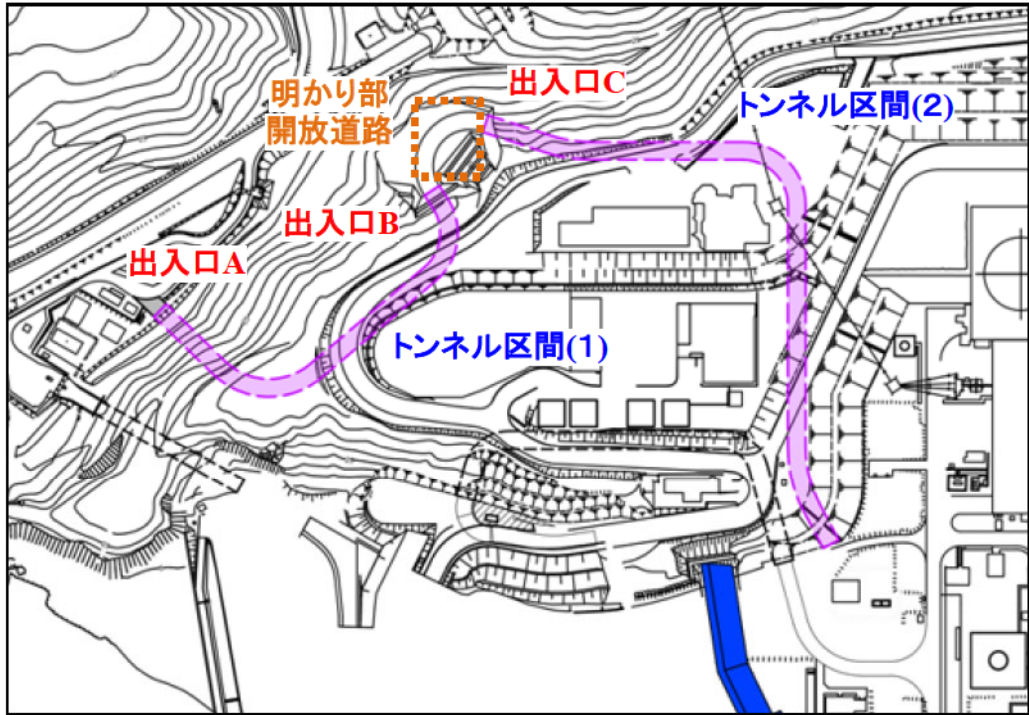 出入口C
明かり部
開放道路
トンネル区間(2)
出入口B
出入口A
トンネル区間(1)